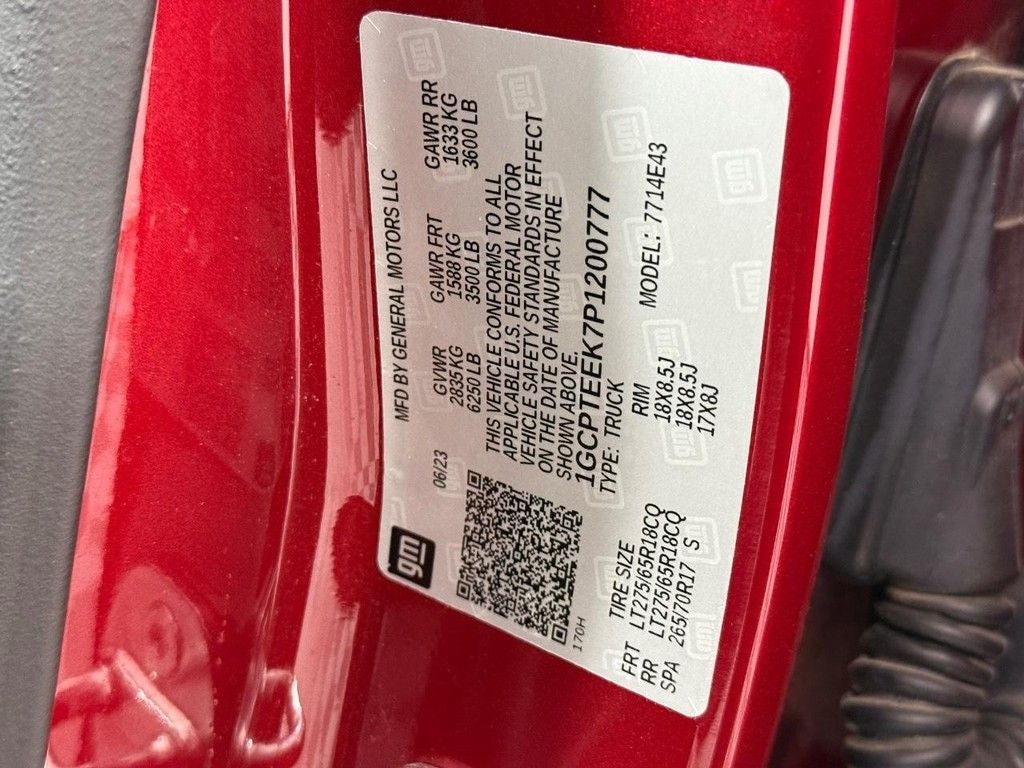 gm
MFD BY GENERAL MOTORS LLC
06/23
GVWR GAWR FRT GAWR RR
2835 KG 1588 KG 1633 KG
6250 LB 3500 LB 3600 LB
THIS VEHICLE CONFORMS TO ALL
APPLICABLE U.S. FEDERAL MOTOR
VEHICLE SAFETY STANDARDS IN EFFECT
ON THE DATE OF MANUFACTURE
SHOWN ABOVE.
1GCPTEEK7P1200777
TYPE: TRUCK
170H
TIRE SIZE RIM MODEL: 7714E43
FRT LT275/65R18CQ 18X8.5J
RR LT275/65R18CQ 18X8.5J
SPA 265/70R17 S 17X8J